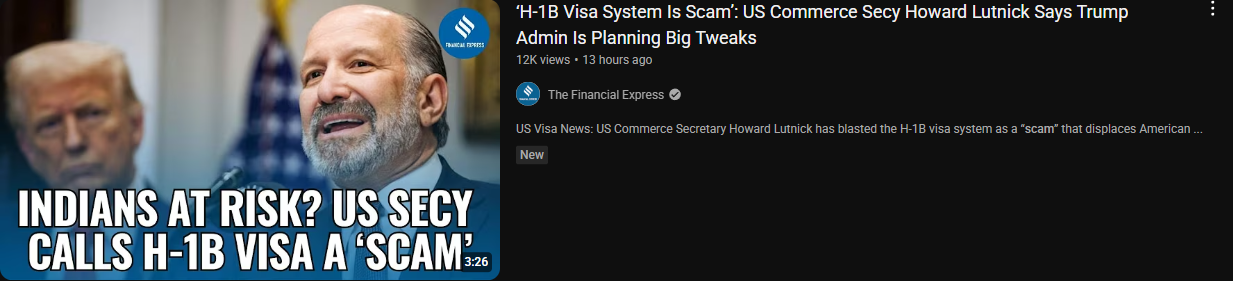 FINANCIAL EXPRESS
INDIANS AT RISK? US SECY
CALLS H-1B VISA A ‘SCAM’
3:26
‘H-1B Visa System Is Scam’: US Commerce Secy Howard Lutnick Says Trump
Admin Is Planning Big Tweaks
12K views • 13 hours ago
The Financial Express
US Visa News: US Commerce Secretary Howard Lutnick has blasted the H-1B visa system as a “scam” that displaces American ...
New